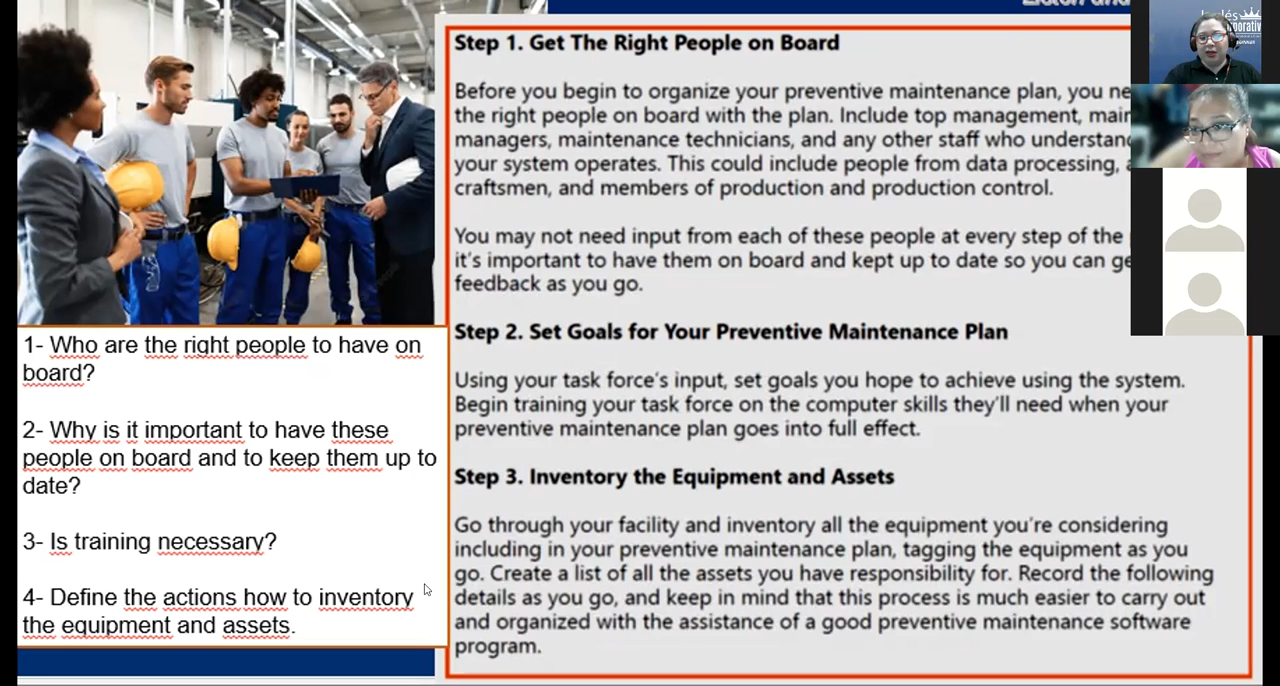 Step 1. Get The Right People on Board
Before you begin to organize your preventive maintenance plan, you
the right people on board with the plan. Include top management,
managers, maintenance technicians, and any other staff who
your system operates. This could include people from data processing,
craftsmen, and members of production and production control.
You may not need input from each of these people at every step of the
it's important to have them on board and kept up to date so you can
feedback as you go.
Step 2. Set Goals for Your Preventive Maintenance Plan
Using your task force's input, set goals you hope to achieve using the system.
Begin training your task force on the computer skills they'll need when your
preventive maintenance plan goes into full effect.
Step 3. Inventory the Equipment and Assets
Go through your facility and inventory all the equipment you're considering
including in your preventive maintenance plan, tagging the equipment as you
go. Create a list of all the assets you have responsibility for. Record the following
details as you go, and keep in mind that this process is much easier to carry out
and organized with the assistance of a good preventive maintenance software
program.
1- Who are the right people to have on
board?
2- Why is it important to have these
people on board and to keep them up to
date?
3- Is training necessary?
4- Define the actions how to inventory
the equipment and assets.